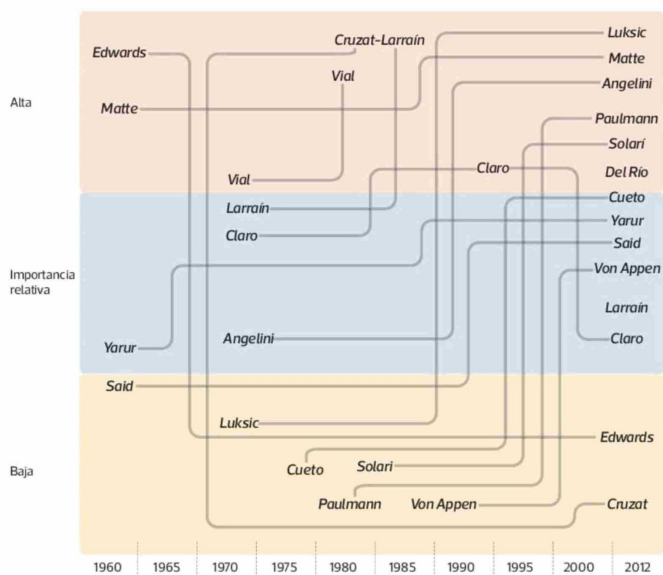 Cruzat-Larraín
Luksic
Edwards
Matte
Vial
Angelini
Alta
Matte
Paulmann
Solarí
Claro
Del Río
Vial
Cueto
Larraín
Yarur
Claro
Said
Importancia
relativa
Von Appen
Larraín
Yarur
Angelini
Claro
Said
Luksic
Edwards
Baja
Cueto
Solari
Paulmann
Von Appen
Cruzat
1960 1965 1970 1975 1980 1985 1990 1995 2000 2012